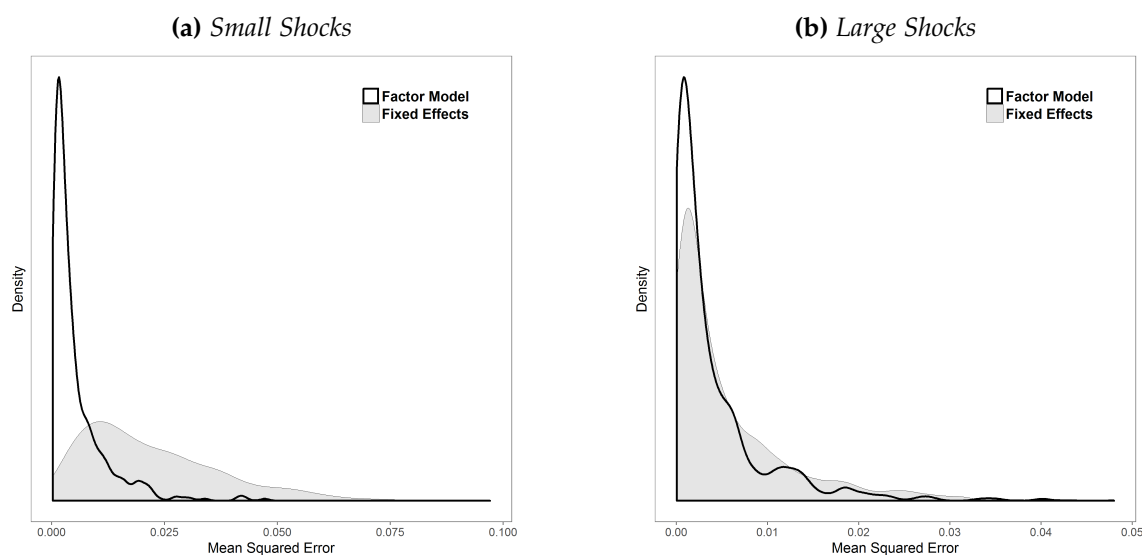 (a) Small Shocks
Factor Model
Fixed Effects
Density
0.000 0.025 0.050 0.075 0.100
Mean Squared Error
(b) Large Shocks
Factor Model
Fixed Effects
Density
0.00 0.01 0.02 0.03 0.04 0.05
Mean Squared Error